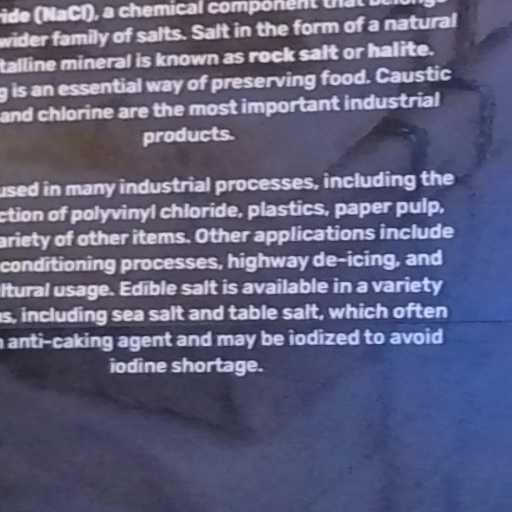 ride (NaCl), a chemical component that belongs
wider family of salts. Salt in the form of a natural
talline mineral is known as rock salt or halite.
g is an essential way of preserving food. Caustic
and chlorine are the most important industrial
products.
used in many industrial processes, including the
ction of polyvinyl chloride, plastics, paper pulp,
ariety of other items. Other applications include
conditioning processes, highway de-icing, and
ltural usage. Edible salt is available in a variety
s, including sea salt and table salt, which often
anti-caking agent and may be iodized to avoid
iodine shortage.